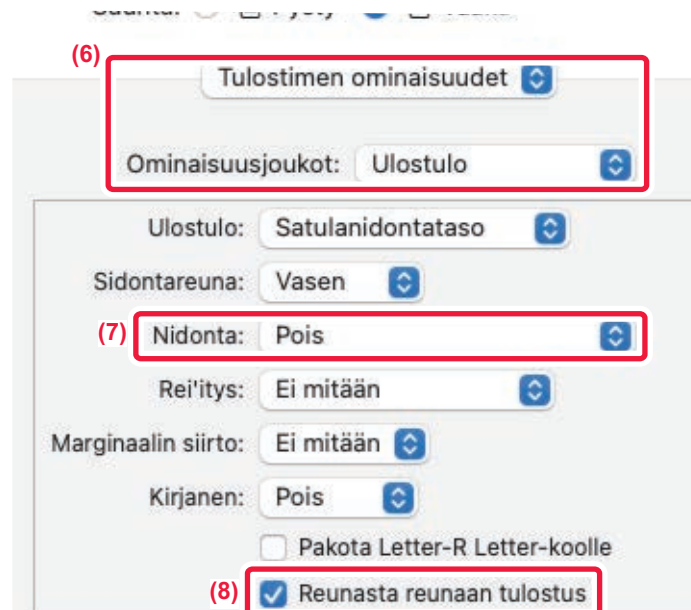 (6)
Tulostimen ominaisuudet
Ominaisuusjoukot: Ulostulo
Ulostulo: Satulanidontataso
Sidontareuna: Vasen
(7) Nidonta: Pois
Rei'itys: Ei mitään
Marginaalin siirto: Ei mitään
Kirjanen: Pois
Pakota Letter-R Letter-koolle
(8) Reunasta reunaan tulostus